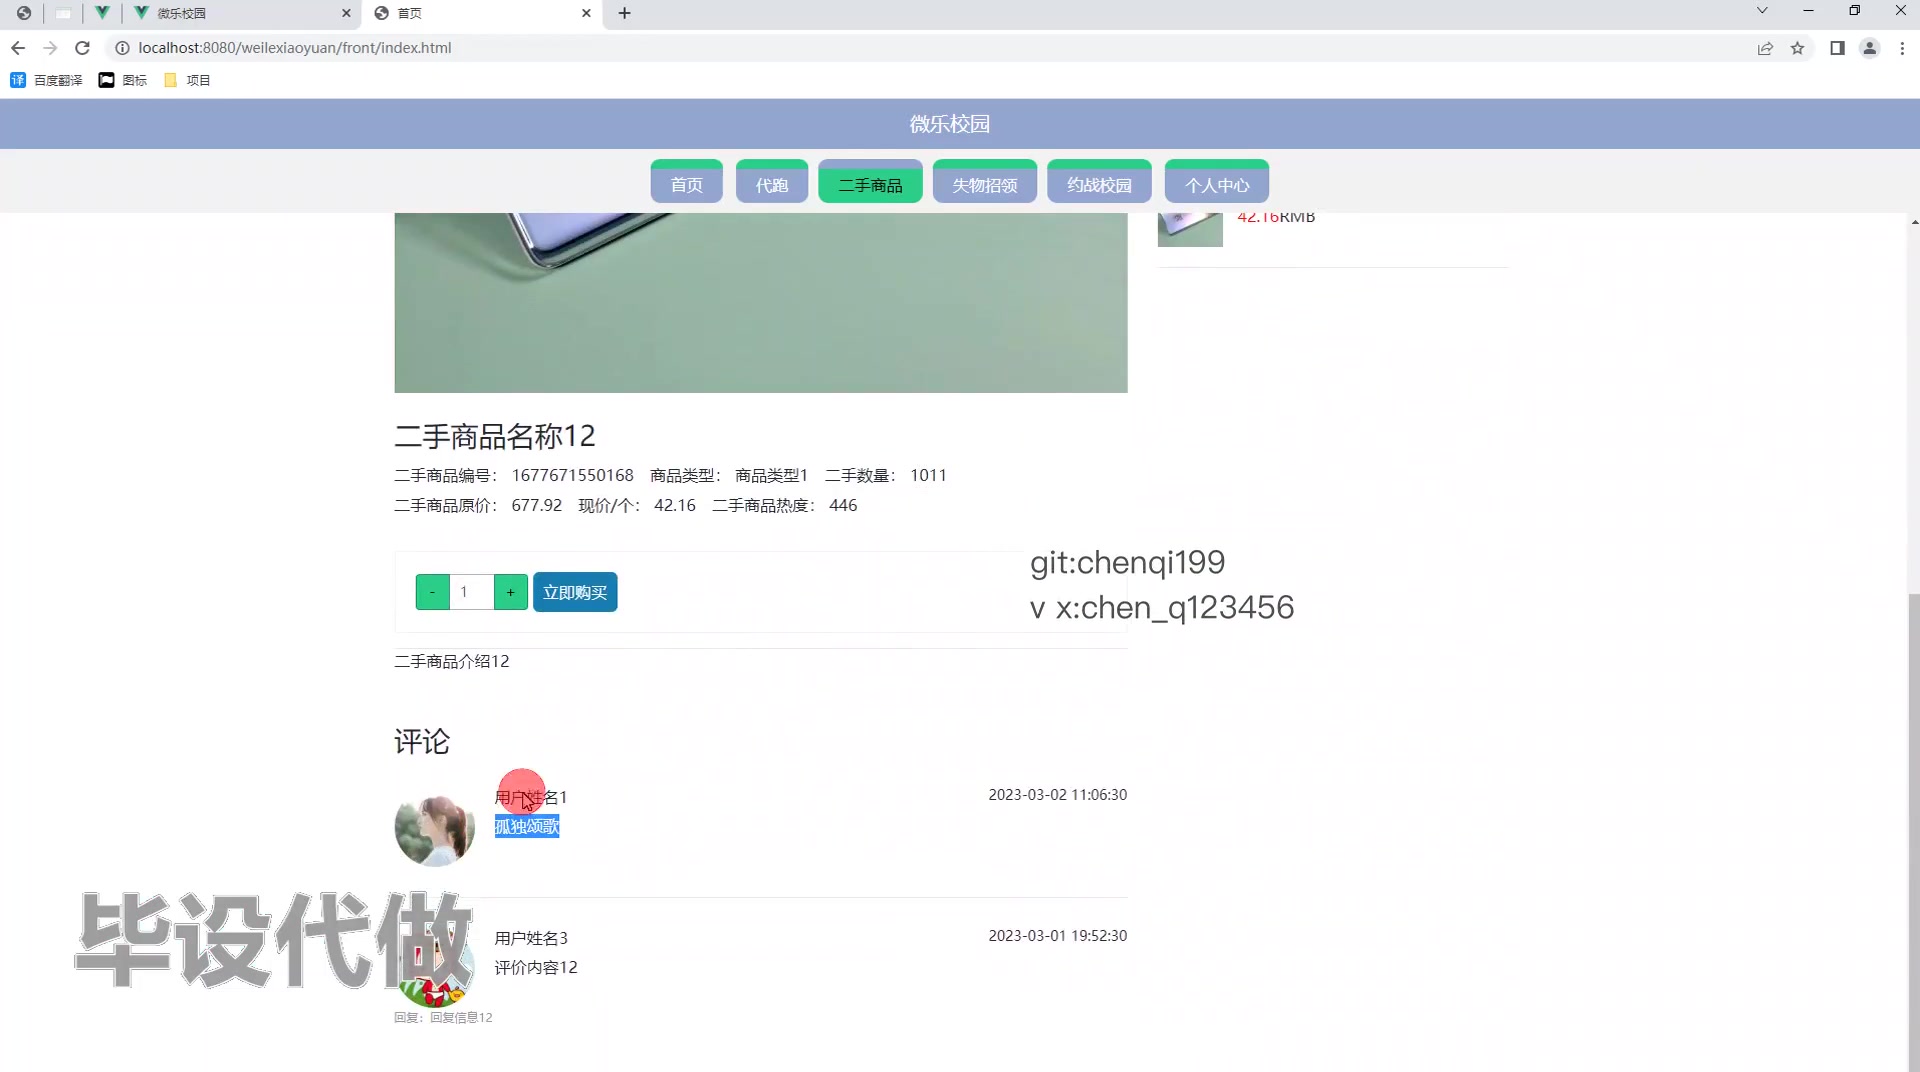 微乐校园
首页
localhost:8080/weilexiaoyuan/front/index.html
百度翻译
图标
项目
微乐校园
首页
代跑
二手商品
失物招领
约战校园
个人中心
42.16RMB
二手商品名称12
二手商品编号： 1677671550168 商品类型： 商品类型1 二手数量： 1011
二手商品原价： 677.92 现价/个： 42.16 二手商品热度： 446
git:chenqi199
- 1 + 立即购买
v x:chen_q123456
二手商品介绍12
评论
用户姓名1
2023-03-02 11:06:30
孤独颂歌
毕设代做
用户姓名3
2023-03-01 19:52:30
评价内容12
回复：回复信息12